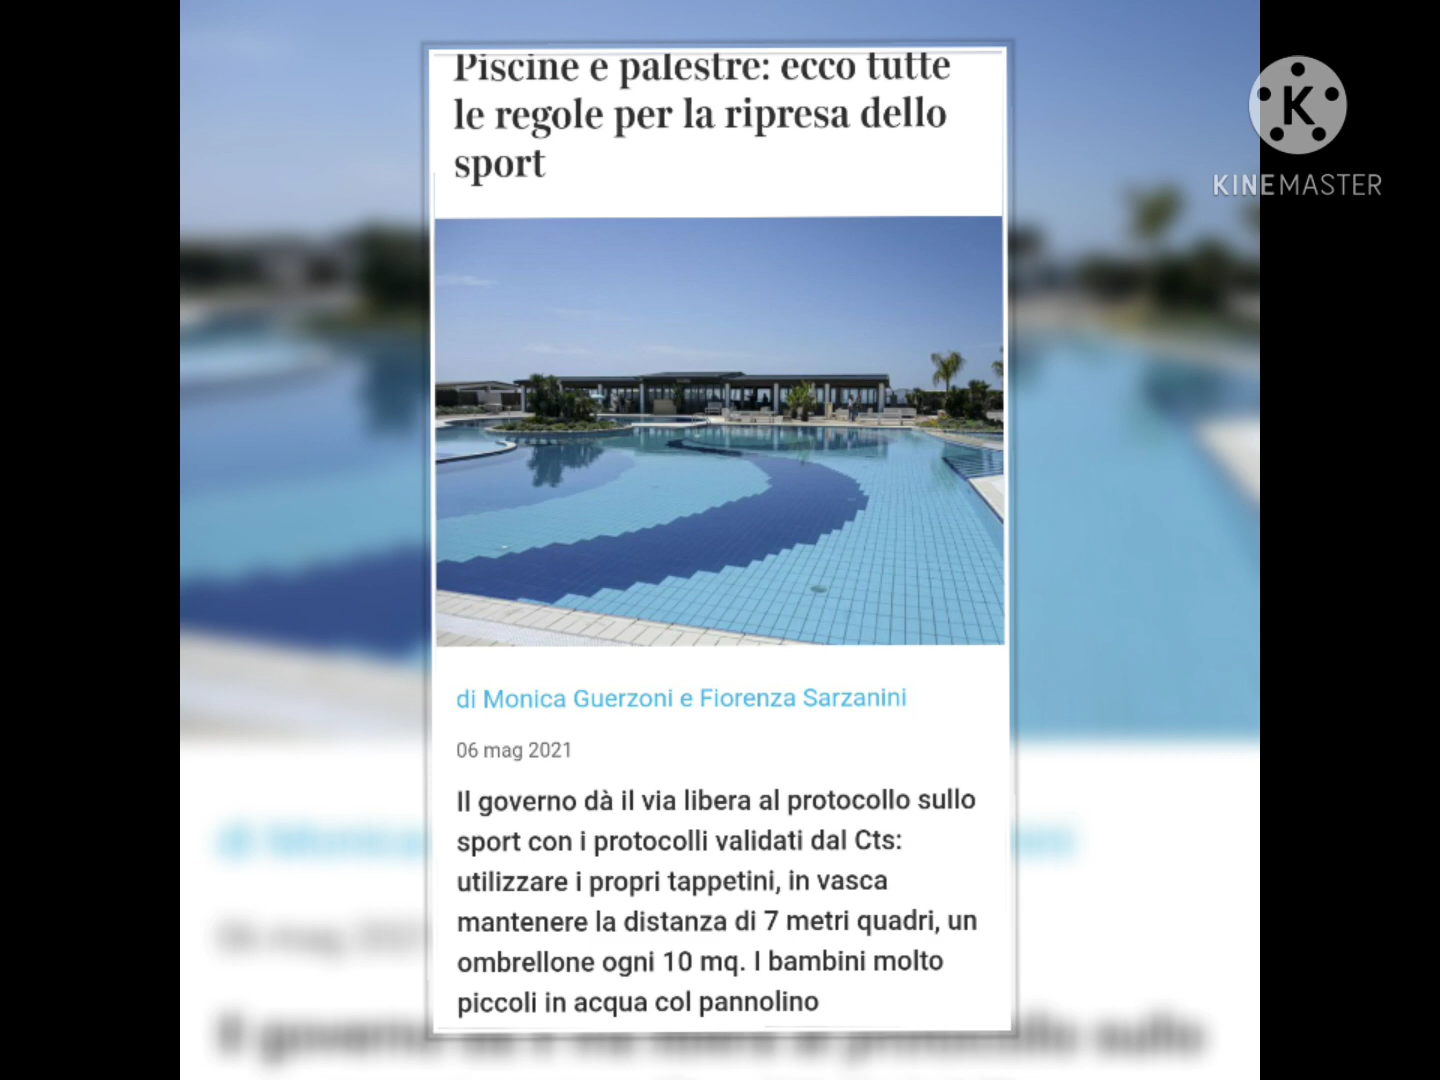 Piscine e palestre: ecco tutte
le regole per la ripresa dello
sport
di Monica Guerzoni e Fiorenza Sarzanini
06 mag 2021
Il governo dà il via libera al protocollo sullo
sport con i protocolli validati dal Cts:
utilizzare i propri tappetini, in vasca
mantenere la distanza di 7 metri quadri, un
ombrellone ogni 10 mq. I bambini molto
piccoli in acqua col pannolino
K
KINEMASTER